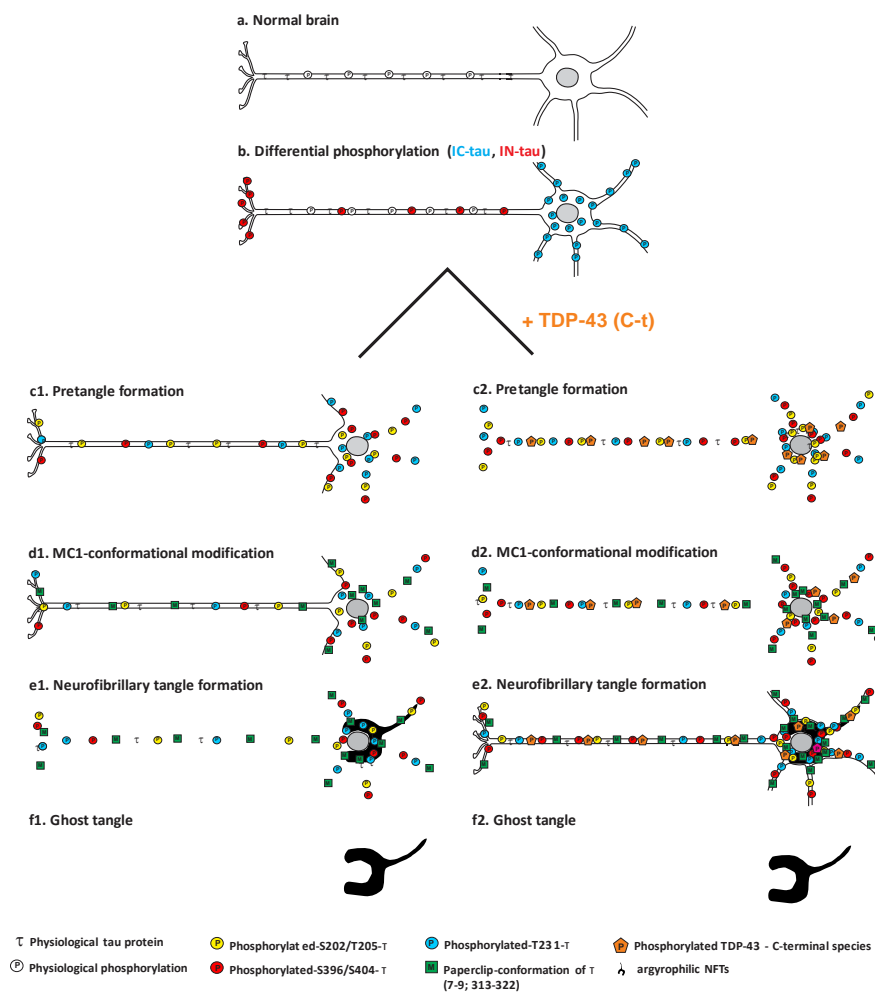 a. Normal brain
b. Differential phosphorylation (IC-tau, IN-tau)
+ TDP-43 (C-t)
c1. Pretangle formation
c2. Pretangle formation
d1. MC1-conformational modification
d2. MC1-conformational modification
e1. Neurofibrillary tangle formation
e2. Neurofibrillary tangle formation
f1. Ghost tangle
f2. Ghost tangle
τ Physiological tau protein
P Phosphorylat ed-S202/T205-τ
P Phosphorylated-T23 1-τ
P Phosphorylated TDP-43 - C-terminal species
P Physiological phosphorylation
P Phosphorylated-S396/S404- τ
M Paperclip-conformation of τ
(7-9; 313-322)
argyrophilic NFTs